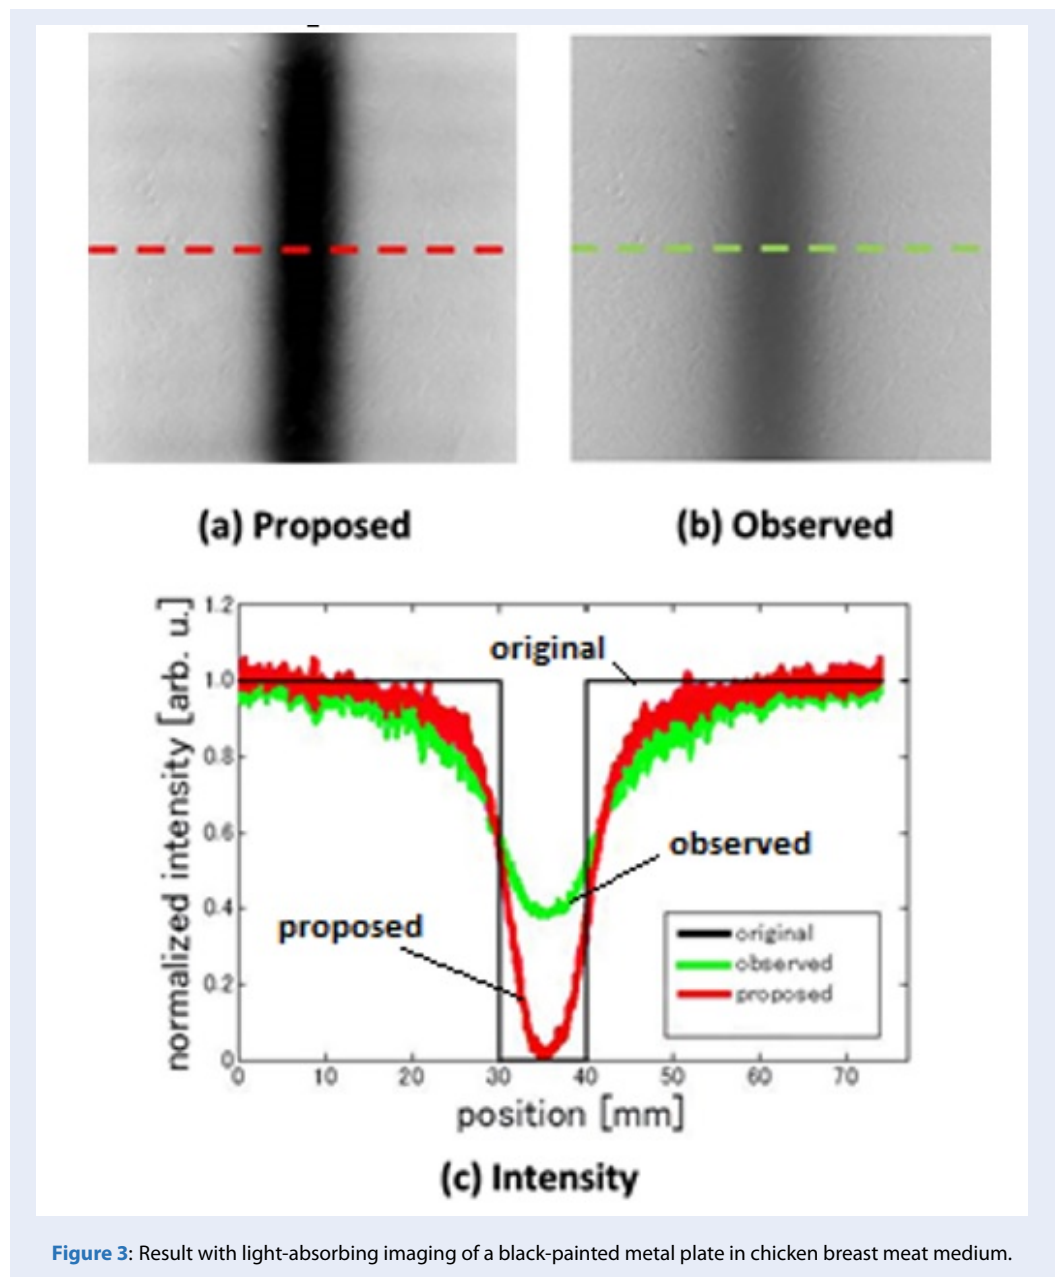 (a) Proposed
(b) Observed
normalized intensity [arb. u.]
1.2
1.0
0.8
0.6
0.4
0.2
0
original
observed
proposed
original
observed
proposed
0 10 20 30 40 50 60 70
position [mm]
(c) Intensity
Figure 3: Result with light-absorbing imaging of a black-painted metal plate in chicken breast meat medium.